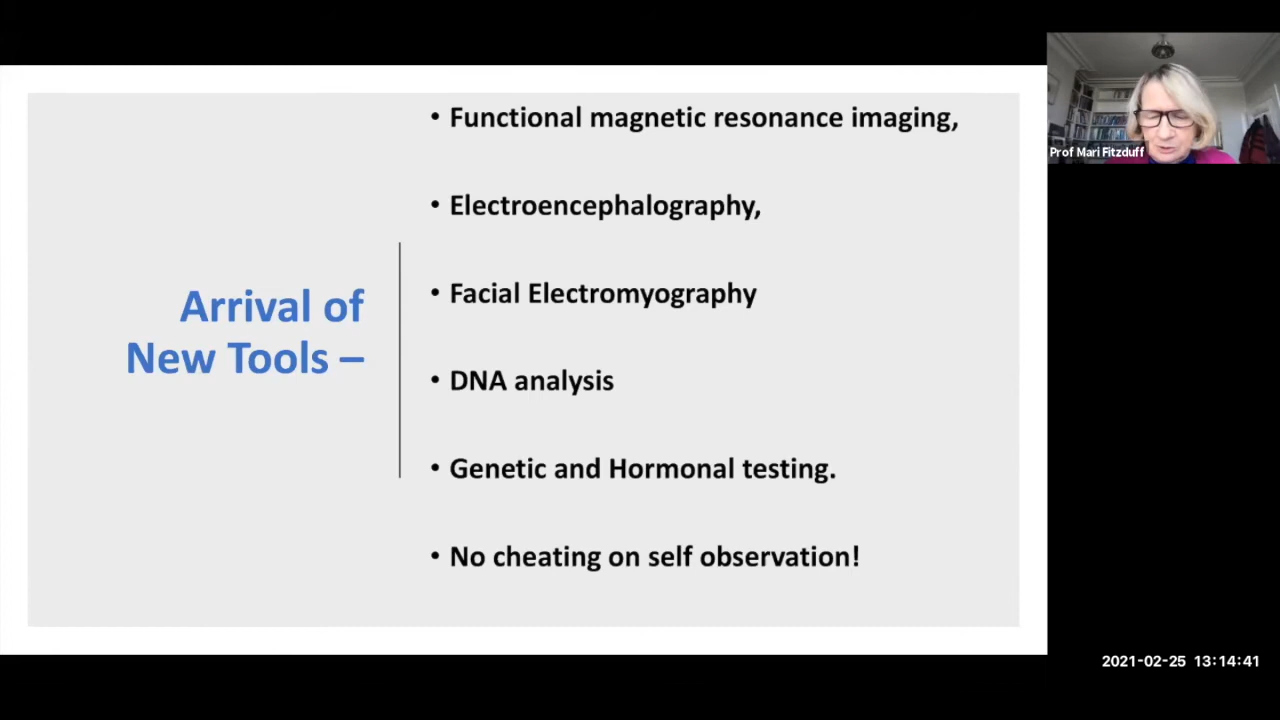 Arrival of
New Tools –
• Functional magnetic resonance imaging,
• Electroencephalography,
• Facial Electromyography
• DNA analysis
• Genetic and Hormonal testing.
• No cheating on self observation!
Prof Mari Fitzduff
2021-02-25 13:14:41